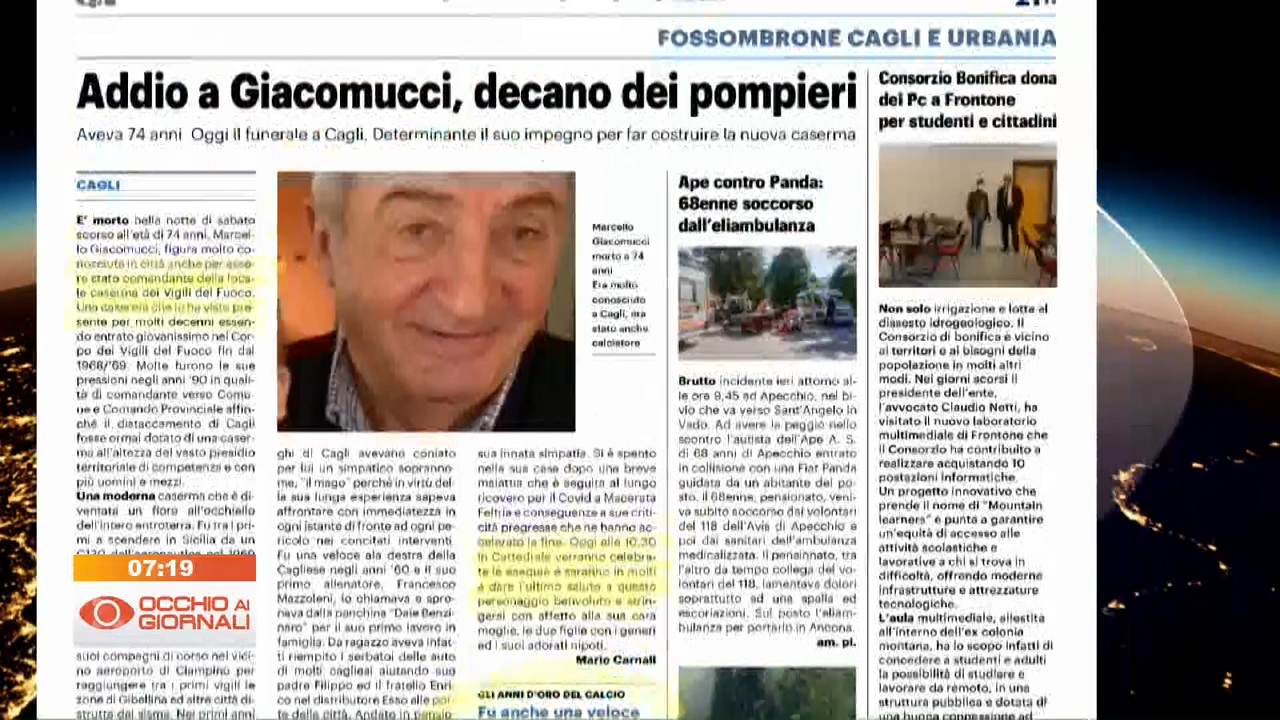 FOSSOMBRONE CAGLI E URBANIA
Addio a Giacomucci, decano dei pompieri
Aveva 74 anni Oggi il funerale a Cagli. Determinante il suo impegno per far costruire la nuova caserma
CAGLI
E' morto nella notte di sabato
scorso all'età di 74 anni, Marcel-
lo Giacomucci, figura molto co-
nosciuta in città anche per esse-
re stato comandante della loca-
le caserma dei Vigili del Fuoco.
Una caserma che lo ha visto pre-
sente per molti decenni essen-
do entrato giovanissimo nel Cor-
po dei Vigili del Fuoco fin dal
1968/'69. Molte furono le sue
pressioni negli anni '90 in quali-
tà di comandante verso Comu-
ne e Comando Provinciale affin-
chè il distaccamento di Cagli
fosse ormai dotato di una caser-
ma all'altezza del vasto presidio
territoriale di competenza e con
più uomini e mezzi.
Una moderna caserma che è di-
ventata un fiore all'occhiello
dell'intero entroterra. Fu tra i pri-
mi a scendere in Sicilia da un
07:19
OCCHIO AI
GIORNALI
suoi compagni di corso nel vici-
no aeroporto di Ciampino per
raggiungere tra i primi vigili le
zone di Gibellina ed altre città di-
strutte dal sisma. Nei primi anni
Marcello
Giacomucci
morto a 74
anni
Era molto
conosciuto
a Cagli, era
stato anche
calciatore
ghi di Cagli avevano coniato
per lui un simpatico sopranno-
me, "il mago" perché in virtù del-
la sua lunga esperienza sapeva
affrontare con immediatezza in
ogni istante di fronte ad ogni pe-
ricolo nei concitati interventi.
Fu una veloce ala destra della
Cagliese negli anni '60 e il suo
primo allenatore, Francesco
Mazzoleni, lo chiamava e spro-
nava dalla panchina "Dale Benzi-
naro" per il suo primo lavoro in
famiglia. Da ragazzo aveva infat-
ti riempito i serbatoi delle auto
di molti cagliesi aiutando suo
padre Filippo ed il fratello Enri-
co nel distributore Esso alle por-
te della città. Andato in pensio-
sua innata simpatia. Si è spento
nella sua casa dopo una breve
malattia che è seguita al lungo
ricovero per il Covid a Macerata
Feltria e conseguenze a sue criti-
cità pregresse che ne hanno ac-
celerato la fine. Oggi alle 10.30
in Cattedrale verranno celebra-
te le esequie e saranno in molti
a dare l'ultimo saluto a questo
personaggio benvoluto e strin-
gersi con affetto alla sua cara
moglie, le due figlie con i generi
ed i suoi adorati nipoti.
Mario Carnali
GLI ANNI D'ORO DEL CALCIO
Fu anche una veloce
Ape contro Panda:
68enne soccorso
dall'eliambulanza
Brutto incidente ieri attorno al-
le ore 9,45 ad Apecchio, nel bi-
vio che va verso Sant'Angelo in
Vado. Ad avere la peggio nello
scontro l'autista dell'Ape A. S.
di 68 anni di Apecchio entrato
in collisione con una Fiat Panda
guidata da un abitante del po-
sto. Il 68enne, pensionato, veni-
va subito soccorso dai volontari
del 118 dell'Avis di Apecchio e
poi dai sanitari dell'ambulanza
medicalizzata. Il pensionato, tra
l'altro da tempo collega dei vo-
lontari del 118, lamentava dolori
soprattutto ad una spalla ed
escoriazioni. Sul posto l'eliam-
bulanza per portarlo in Ancona.
am. pi.
Consorzio Bonifica dona
dei Pc a Frontone
per studenti e cittadini
Non solo irrigazione e lotta al
dissesto idrogeologico. Il
Consorzio di bonifica è vicino
ai territori e ai bisogni della
popolazione in molti altri
modi. Nei giorni scorsi il
presidente dell'ente,
l'avvocato Claudio Netti, ha
visitato il nuovo laboratorio
multimediale di Frontone che
il Consorzio ha contribuito a
realizzare acquistando 10
postazioni informatiche.
Un progetto innovativo che
prende il nome di "Mountain
learners" e punta a garantire
un'equità di accesso alle
attività scolastiche e
lavorative a chi si trova in
difficoltà, offrendo moderne
infrastrutture e attrezzature
tecnologiche.
L'aula multimediale, allestita
all'interno dell'ex colonia
montana, ha lo scopo infatti di
concedere a studenti e adulti
la possibilità di studiare e
lavorare da remoto, in una
struttura pubblica e dotata di
una buona connessione ad